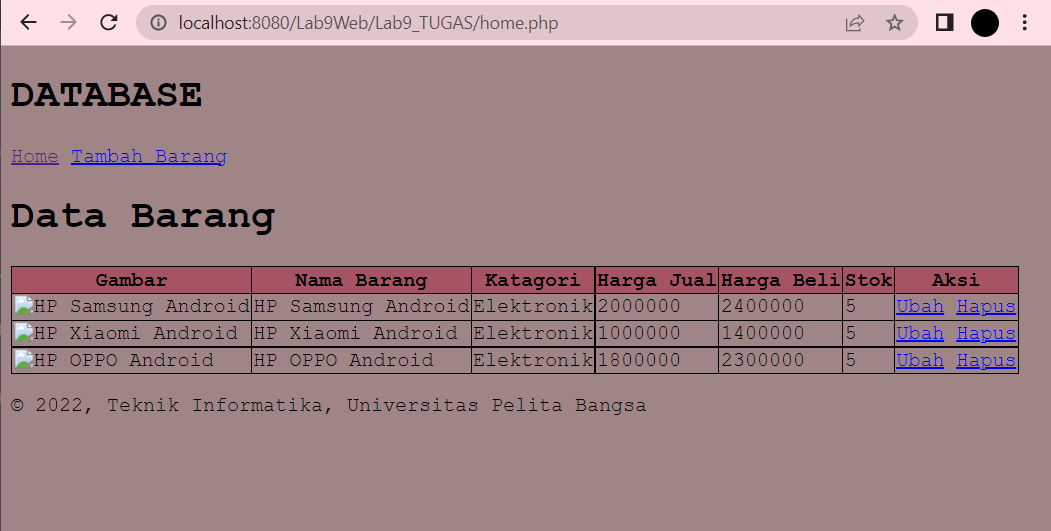 localhost:8080/Lab9Web/Lab9_TUGAS/home.php
DATABASE
Home Tambah Barang
Data Barang
Gambar Nama Barang Katagori Harga Jual Harga Beli Stok Aksi
HP Samsung Android HP Samsung Android Elektronik 2000000 2400000 5 Ubah Hapus
HP Xiaomi Android HP Xiaomi Android Elektronik 1000000 1400000 5 Ubah Hapus
HP OPPO Android HP OPPO Android Elektronik 1800000 2300000 5 Ubah Hapus
© 2022, Teknik Informatika, Universitas Pelita Bangsa